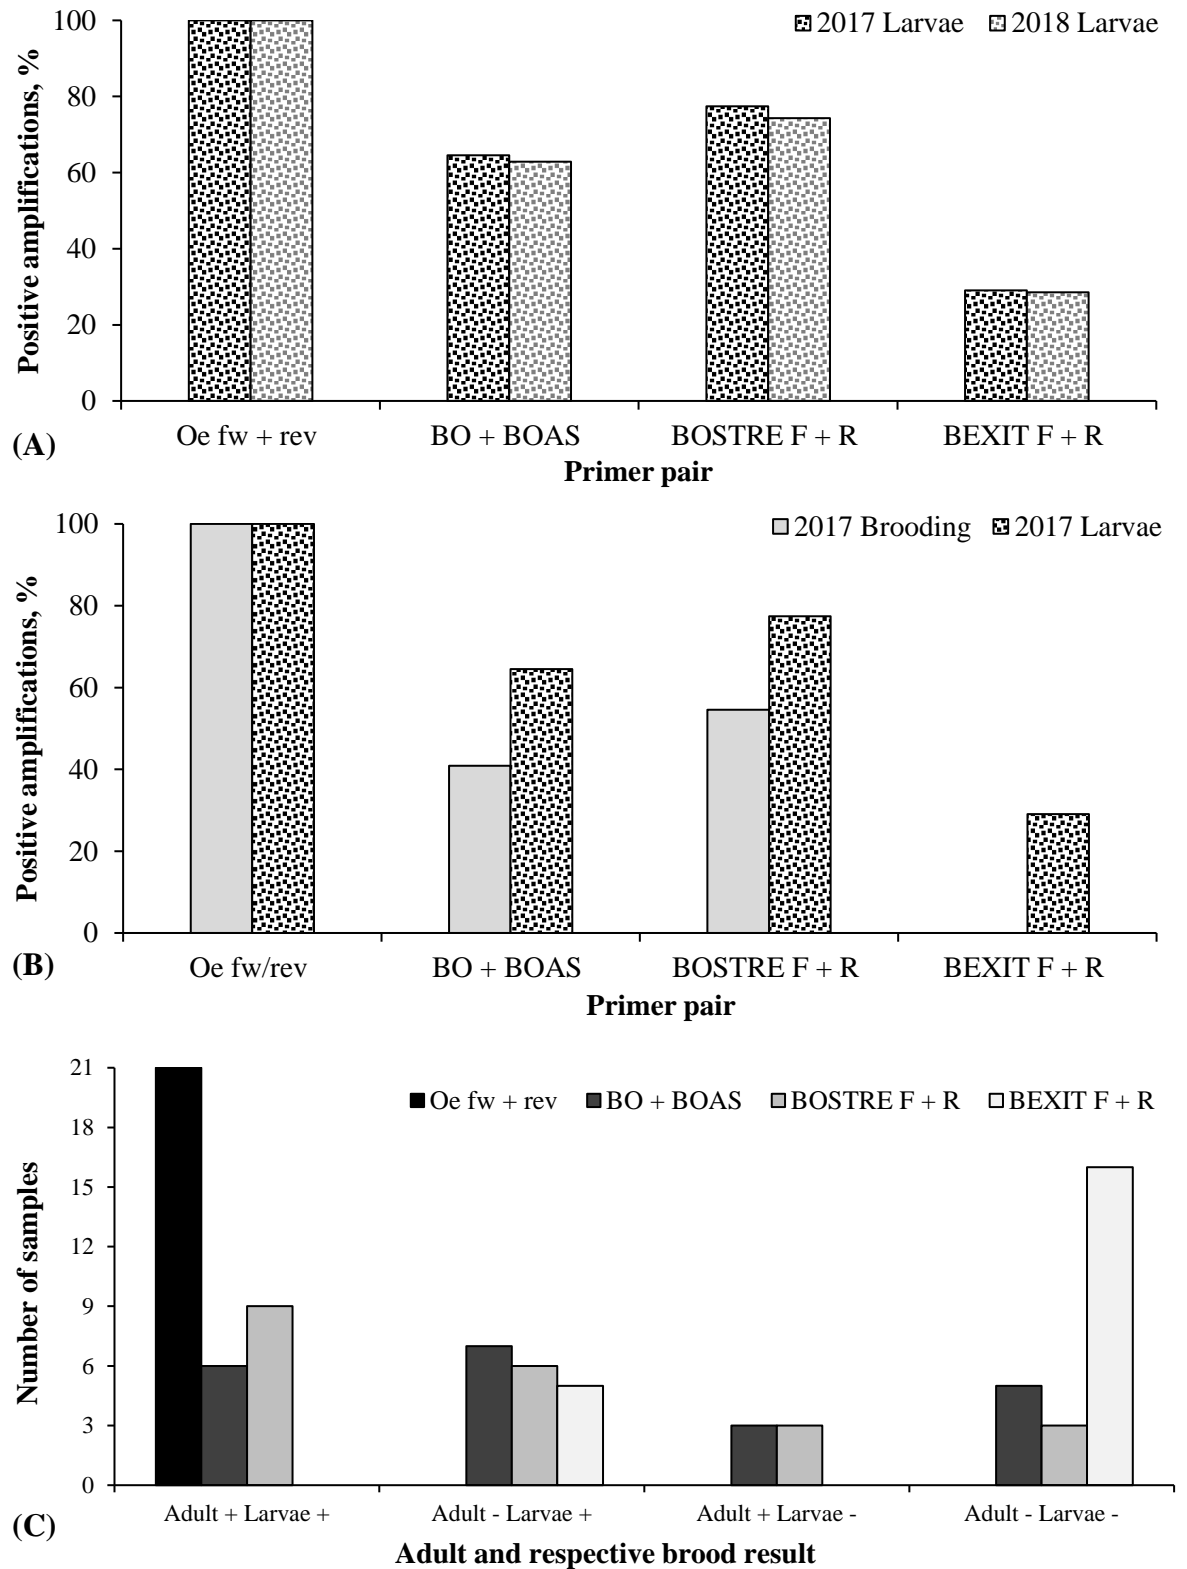 2017 Larvae 2018 Larvae
100
80
60
40
20
0
Positive amplifications, %
Oe fw + rev BO + BOAS BOSTRE F + R BEXIT F + R
(A)
Primer pair
2017 Brooding 2017 Larvae
100
80
60
40
20
0
Positive amplifications, %
Oe fw/rev BO + BOAS BOSTRE F + R BEXIT F + R
(B)
Primer pair
Oe fw + rev BO + BOAS BOSTRE F + R BEXIT F + R
21
18
15
12
9
6
3
0
Number of samples
Adult + Larvae + Adult - Larvae + Adult + Larvae - Adult - Larvae -
(C)
Adult and respective brood result